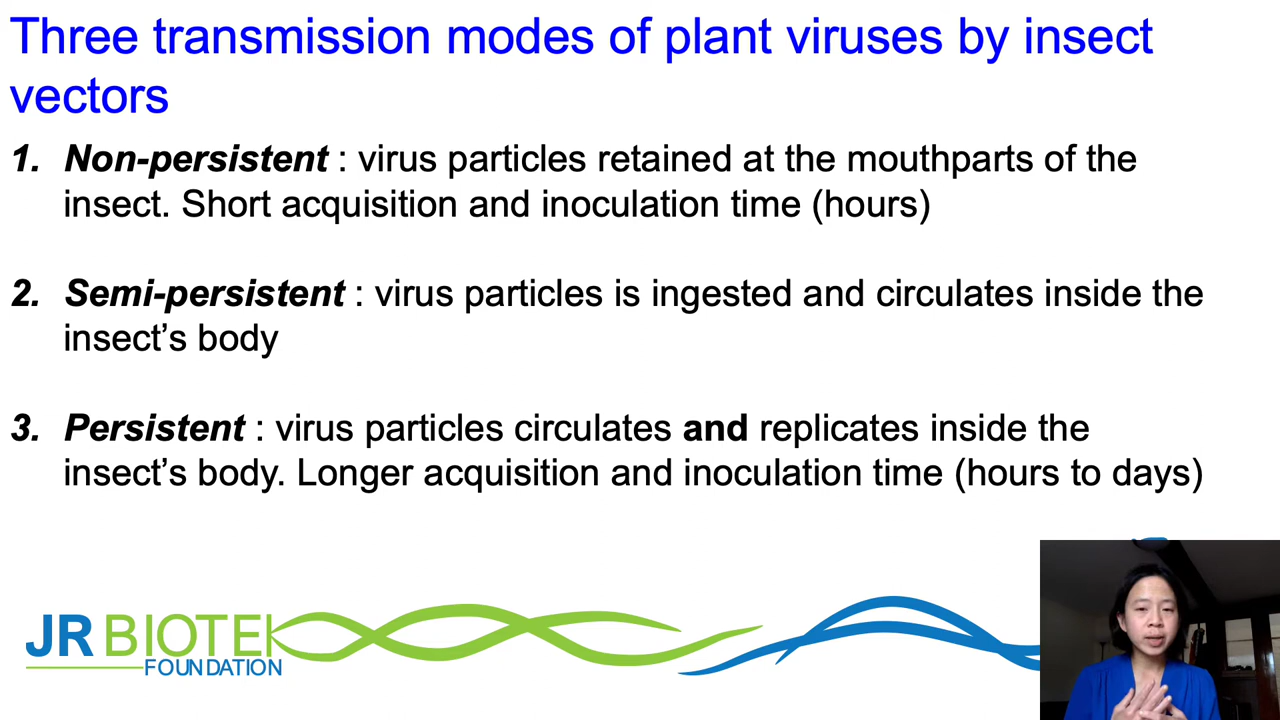 Three transmission modes of plant viruses by insect
vectors
1. Non-persistent : virus particles retained at the mouthparts of the
insect. Short acquisition and inoculation time (hours)
2. Semi-persistent : virus particles is ingested and circulates inside the
insect’s body
3. Persistent : virus particles circulates and replicates inside the
insect’s body. Longer acquisition and inoculation time (hours to days)
JR BIOTEK
FOUNDATION